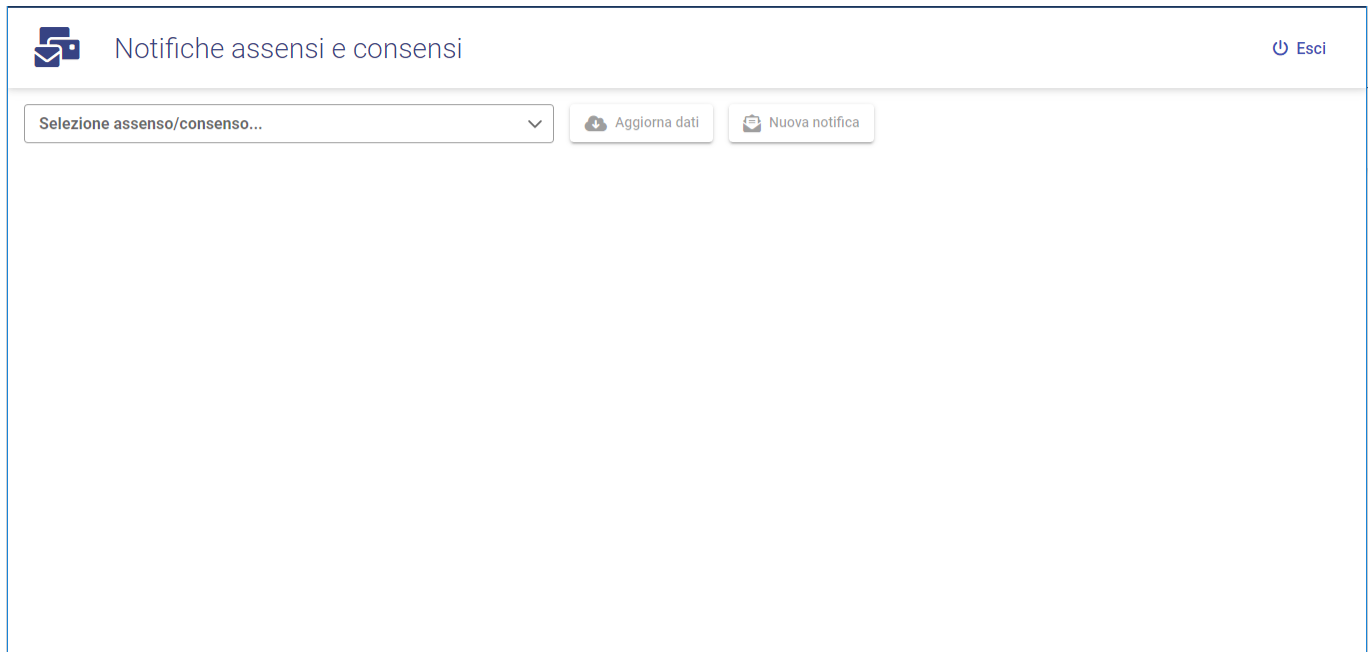 Notifiche assensi e consensi
Esci
Selezione assenso/consenso...
Aggiorna dati
Nuova notifica